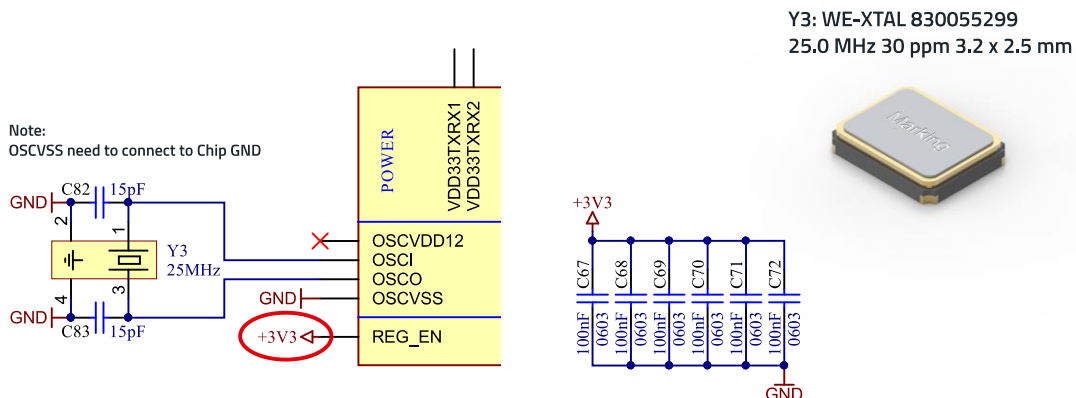 Y3: WE-XTAL 830055299
25.0 MHz 30 ppm 3.2 x 2.5 mm
Marking
Note:
OSCVSS need to connect to Chip GND
POWER
VDD33TXRX1
VDD33TXRX2
C82 15pF
GND
2
1
Y3
25MHz
4
3
GND
C83 15pF
OSCVDD12
OSCI
OSCO
GND OSCVSS
+3V3 REG_EN
+3V3
C67
100nF
0603
C68
100nF
0603
C69
100nF
0603
C70
100nF
0603
C71
100nF
0603
C72
100nF
0603
GND